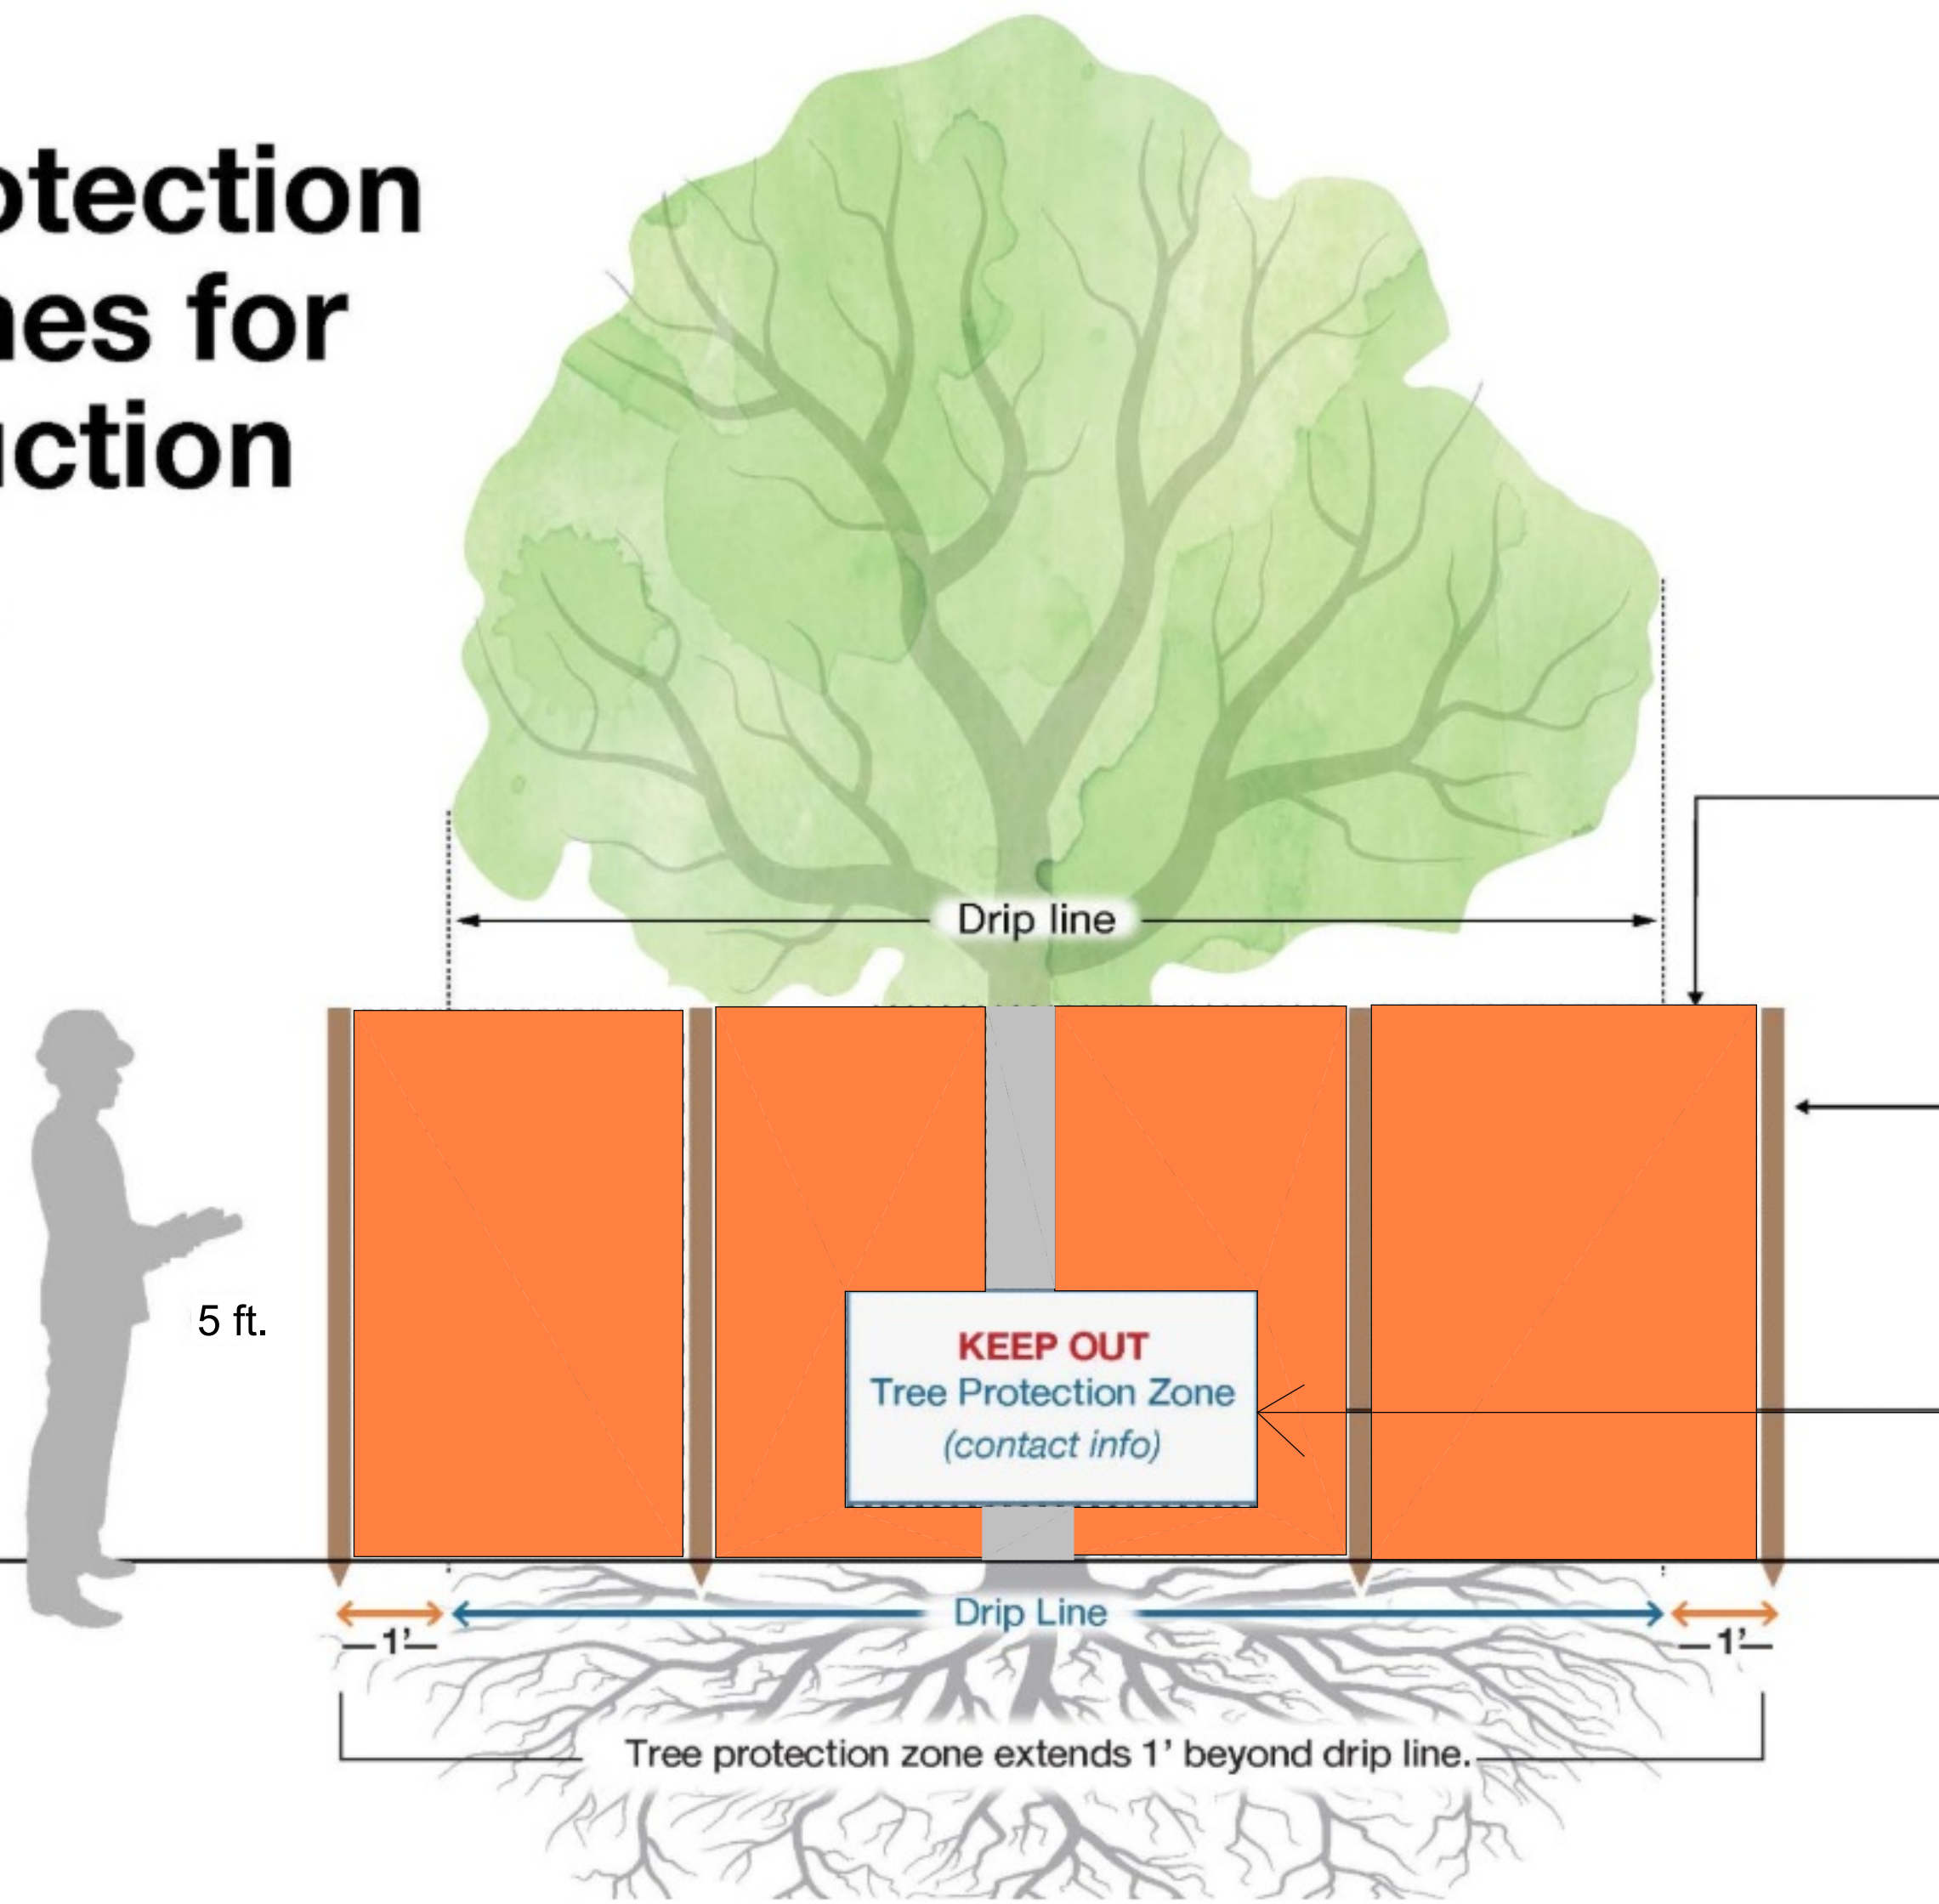 otection
nes for
uction
Drip line
5 ft.
KEEP OUT
Tree Protection Zone
(contact info)
Drip Line
1’
1’
Tree protection zone extends 1’ beyond drip line.